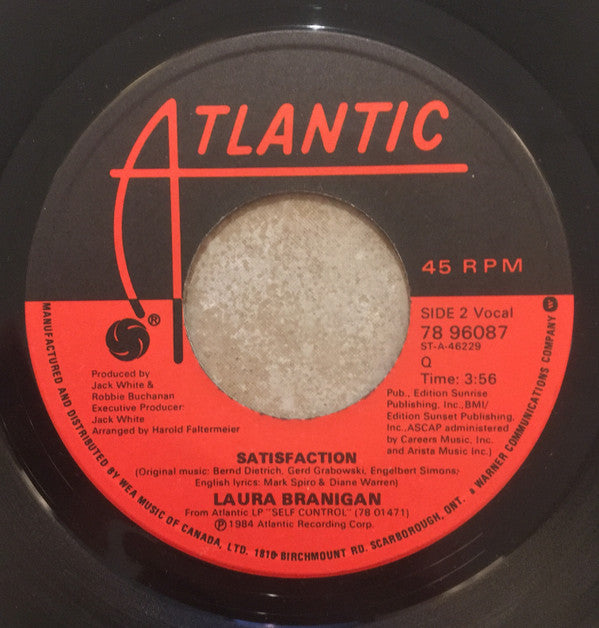 ATLANTIC
45 RPM
®
SIDE 2 Vocal
78 96087
ST-A-46229
Q
Time: 3:56
Pub., Edition Sunrise
Publishing, Inc., BMI/
Edition Sunset Publishing,
Inc., ASCAP administered
by Careers Music, Inc.
and Arista Music Inc.)
Produced by
Jack White &
Robbie Buchanan
Executive Producer:
Jack White
Arranged by Harold Faltermeier
SATISFACTION
(Original music: Bernd Dietrich, Gerd Grabowski, Engelbert Simons;
English lyrics: Mark Spiro & Diane Warren)
LAURA BRANIGAN
From Atlantic LP "SELF CONTROL" (78 01471)
℗ 1984 Atlantic Recording Corp.
MANUFACTURED AND DISTRIBUTED BY WEA MUSIC OF CANADA, LTD. 1810 BIRCHMOUNT RD. SCARBOROUGH, ONT. A WARNER COMMUNICATIONS COMPANY W